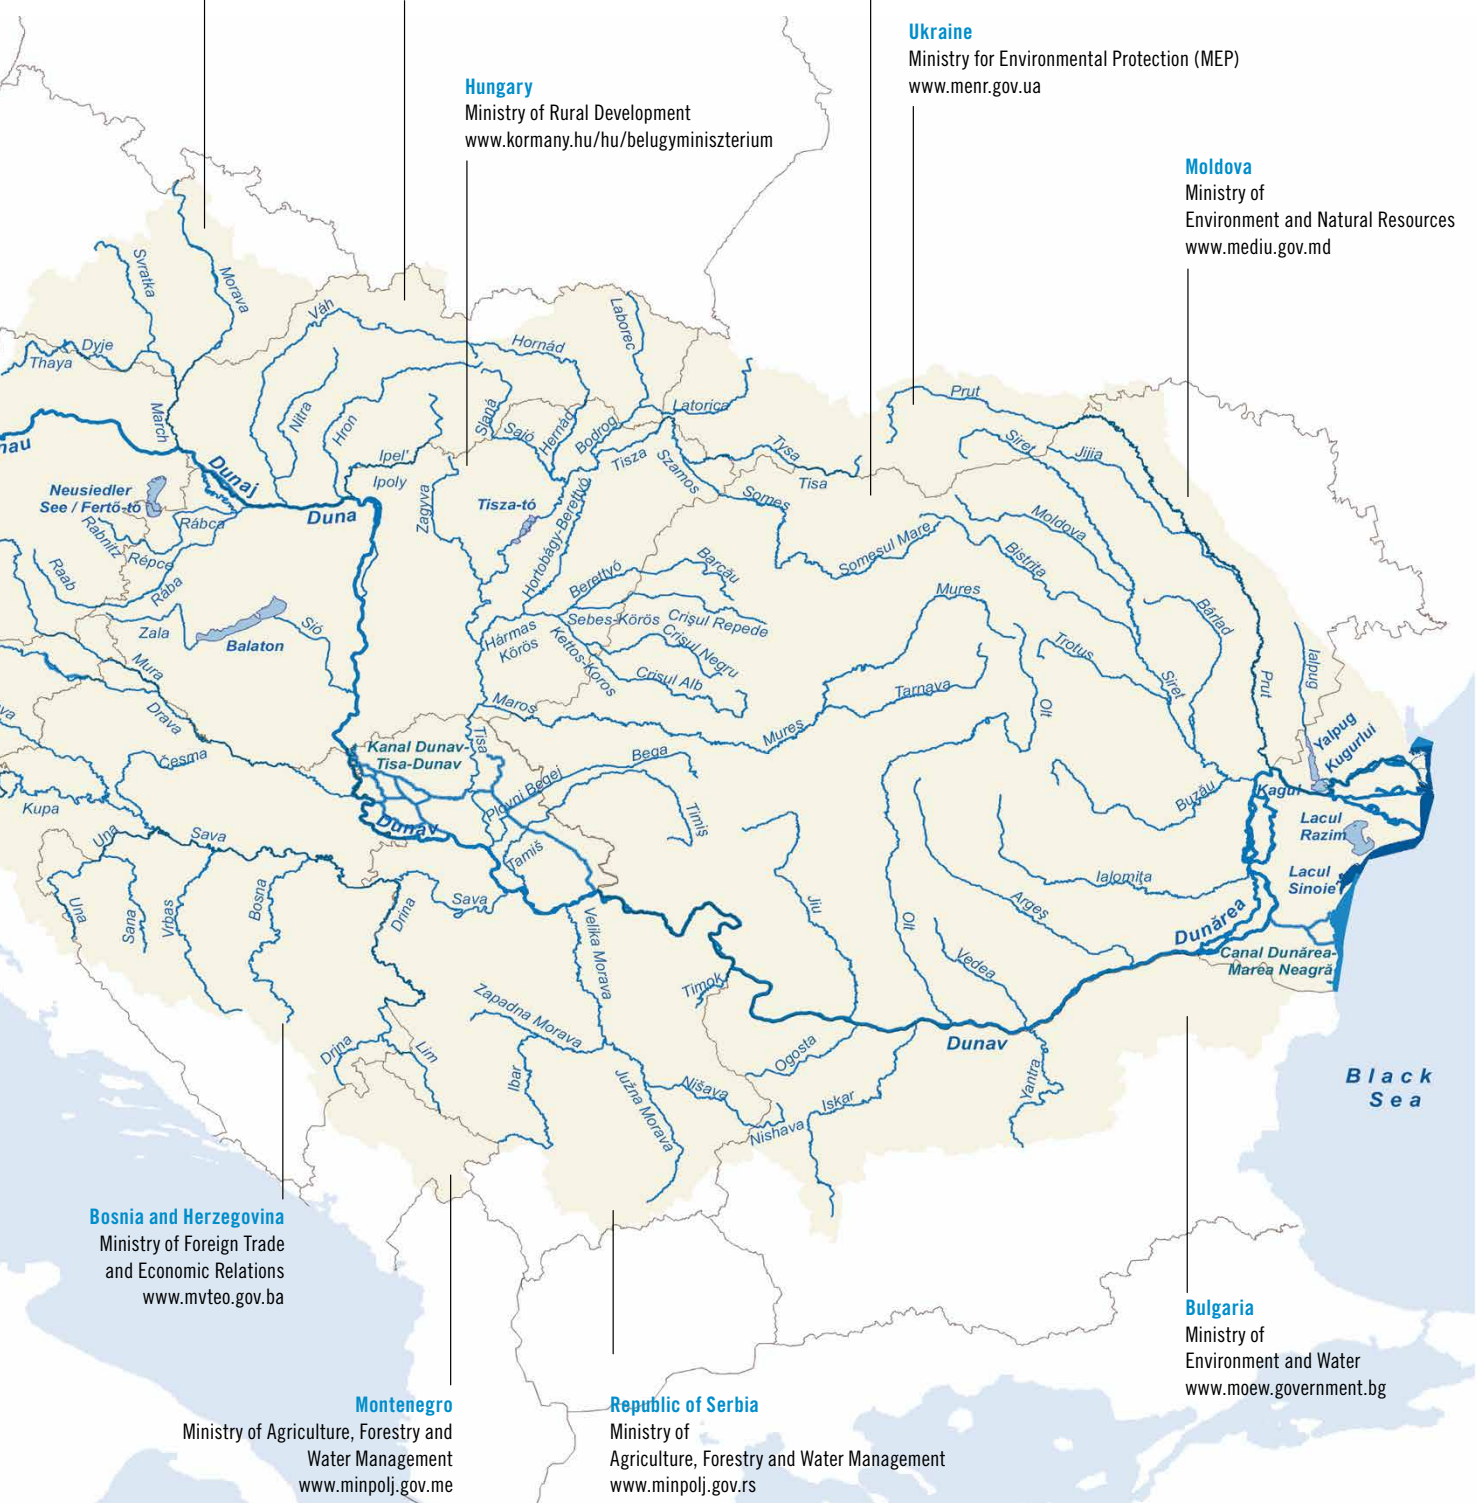 Ukraine
Ministry for Environmental Protection (MEP)
www.menr.gov.ua
Hungary
Ministry of Rural Development
www.kormany.hu/hu/belugyminiszterium
Moldova
Ministry of
Environment and Natural Resources
www.mediu.gov.md
Svratka
Morava
Váh
Laborec
Hornád
Dyje
Thaya
March
Nitra
Hron
Slaná
Sajó
Hernád
Bodrog
Latorica
Prut
Siret
Jijia
nau
Dunaj
Ipel'
Ipoly
Tisza
Szamos
Tysa
Tisa
Somes
Neusiedler
See / Fertő-tó
Rábca
Rabnitz
Répce
Duna
Zagyva
Tisza-tó
Hortobágy-Berettyó
Somesul Mare
Moldova
Bistrita
Raab
Rába
Zala
Balaton
Sió
Berettyó
Barcău
Sebes-Körös
Crişul Repede
Hármas
Körös
Kettos-Koros
Crisul Negru
Crisul Alb
Mures
Trotus
Bárlad
Siret
Prut
Ialpug
Mura
Drava
Maros
Tarnava
Mures
Olt
Yalpug
Kugurlui
va
Česma
Kanal Dunav-
Tisa-Dunav
Tisa
Bega
Plovni Begej
Timiş
Buzău
Kagul
Kupa
Una
Sava
Dunav
Tamiš
Lacul
Razim
Lacul
Sinoie
Una
Sana
Vrbas
Bosna
Drina
Sava
Velika Morava
Jiu
Olt
Argeş
Ialomiţa
Vedea
Dunărea
Canal Dunărea-
Marea Neagră
Timok
Zapadna Morava
Drina
Lim
Ibar
Južna Morava
Nišava
Nishava
Ogosta
Iskar
Dunav
Yantra
Black
Sea
Bosnia and Herzegovina
Ministry of Foreign Trade
and Economic Relations
www.mvteo.gov.ba
Bulgaria
Ministry of
Environment and Water
www.moew.government.bg
Montenegro
Ministry of Agriculture, Forestry and
Water Management
www.minpolj.gov.me
Republic of Serbia
Ministry of
Agriculture, Forestry and Water Management
www.minpolj.gov.rs